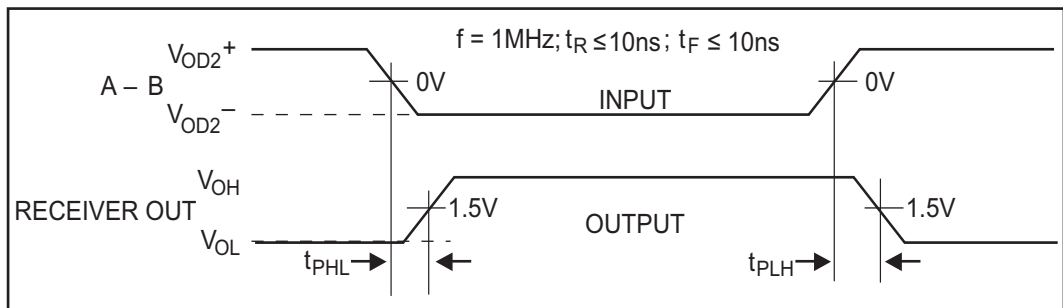 f = 1MHz; tR ≤ 10ns ; tF ≤ 10ns
VOD2+
A – B
0V
0V
INPUT
VOD2–
VOH
RECEIVER OUT
1.5V
1.5V
OUTPUT
VOL
tPHL
tPLH